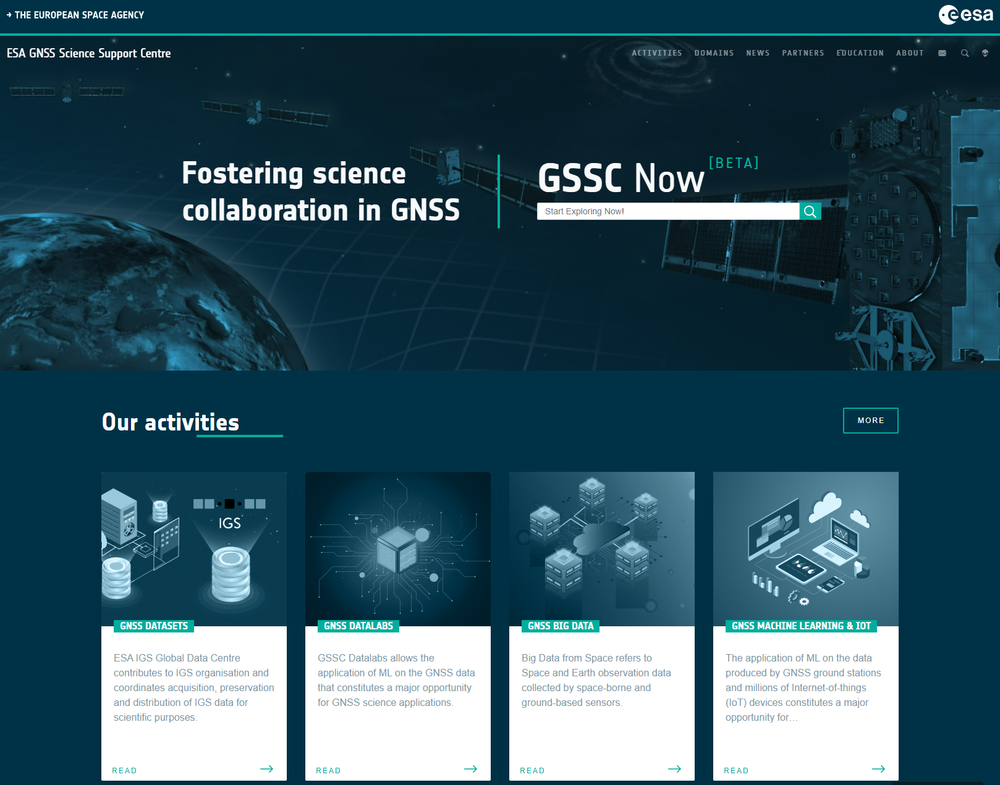 → THE EUROPEAN SPACE AGENCY
esa
ESA GNSS Science Support Centre
ACTIVITIES DOMAINS NEWS PARTNERS EDUCATION ABOUT
Fostering science
collaboration in GNSS
GSSC Now [BETA]
Start Exploring Now!
Our activities
MORE
IGS
GNSS DATASETS
ESA IGS Global Data Centre
contributes to IGS organisation and
coordinates acquisition, preservation
and distribution of IGS data for
scientific purposes.
READ
GNSS DATALABS
GSSC Datalabs allows the
application of ML on the GNSS data
that constitutes a major opportunity
for GNSS science applications.
READ
GNSS BIG DATA
Big Data from Space refers to
Space and Earth observation data
collected by space-borne and
ground-based sensors.
READ
GNSS MACHINE LEARNING & IOT
The application of ML on the data
produced by GNSS ground stations
and millions of Internet-of-things
(IoT) devices constitutes a major
opportunity for…
READ